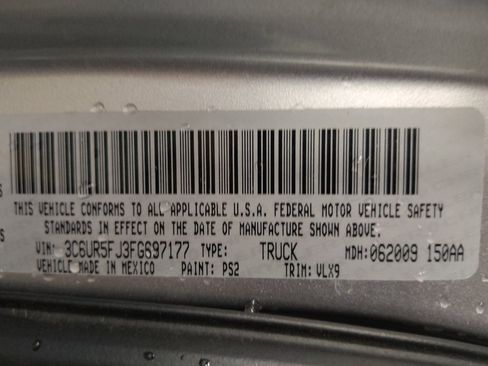 THIS VEHICLE CONFORMS TO ALL APPLICABLE U.S.A. FEDERAL MOTOR VEHICLE SAFETY
STANDARDS IN EFFECT ON THE DATE OF MANUFACTURE SHOWN ABOVE.
VIN: 3C6UR5FJ3FG697177 TYPE: TRUCK MDH: 062009 150AA
VEHICLE MADE IN MEXICO PAINT: PS2 TRIM: VLX9